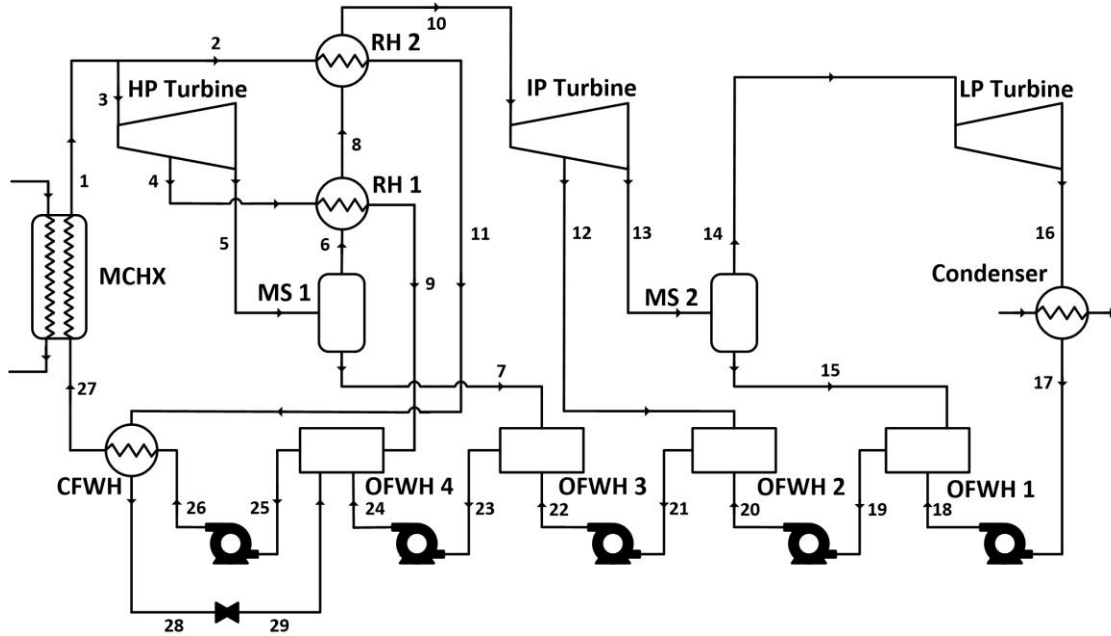 10
2
RH 2
HP Turbine
IP Turbine
LP Turbine
3
8
1
4
RH 1
5
6
11
12
13
14
16
MCHX
MS 1
9
MS 2
Condenser
7
15
17
27
CFWH
26
25
OFWH 4
24
23
OFWH 3
22
21
OFWH 2
20
19
OFWH 1
18
28
29